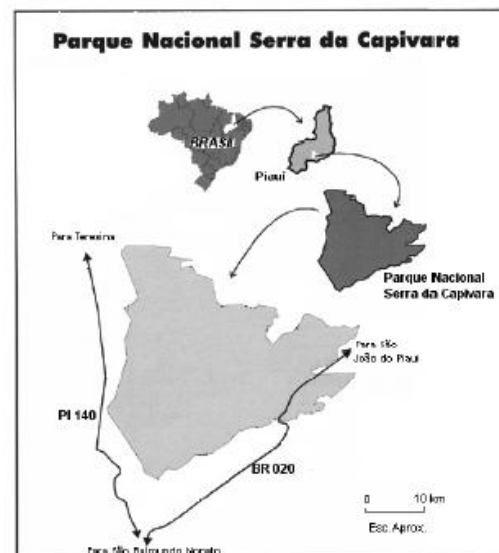 Parque Nacional Serra da Capivara
BRASIL
Piauí
Parque Nacional
Serra da Capivara
Para Teresina
Para São
João do Piauí
PI 140
BR 020
0 10 km
Esc. Aprox.
Para São Raimundo Nonato